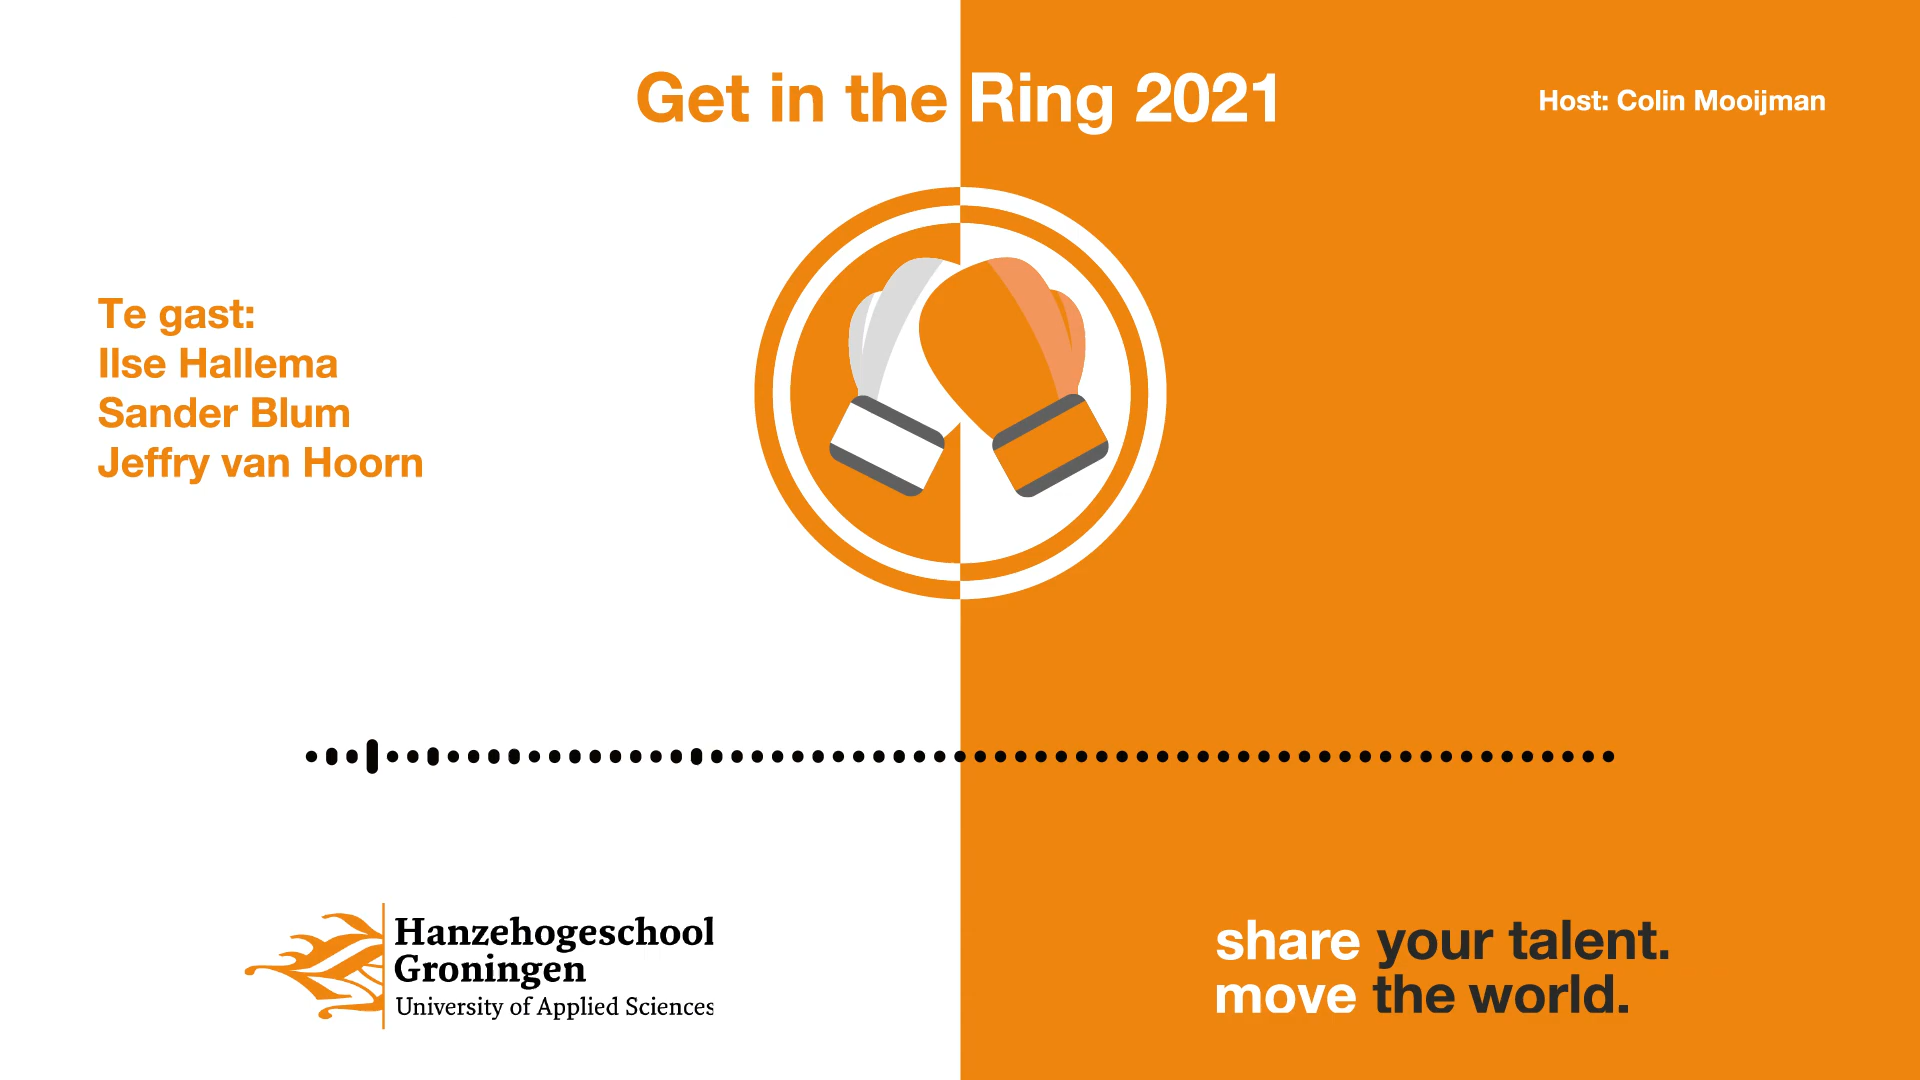 Get in the Ring 2021
Host: Colin Mooijman
Te gast:
Ilse Hallema
Sander Blum
Jeffry van Hoorn
Hanzehogeschool
Groningen
University of Applied Sciences
share your talent.
move the world.